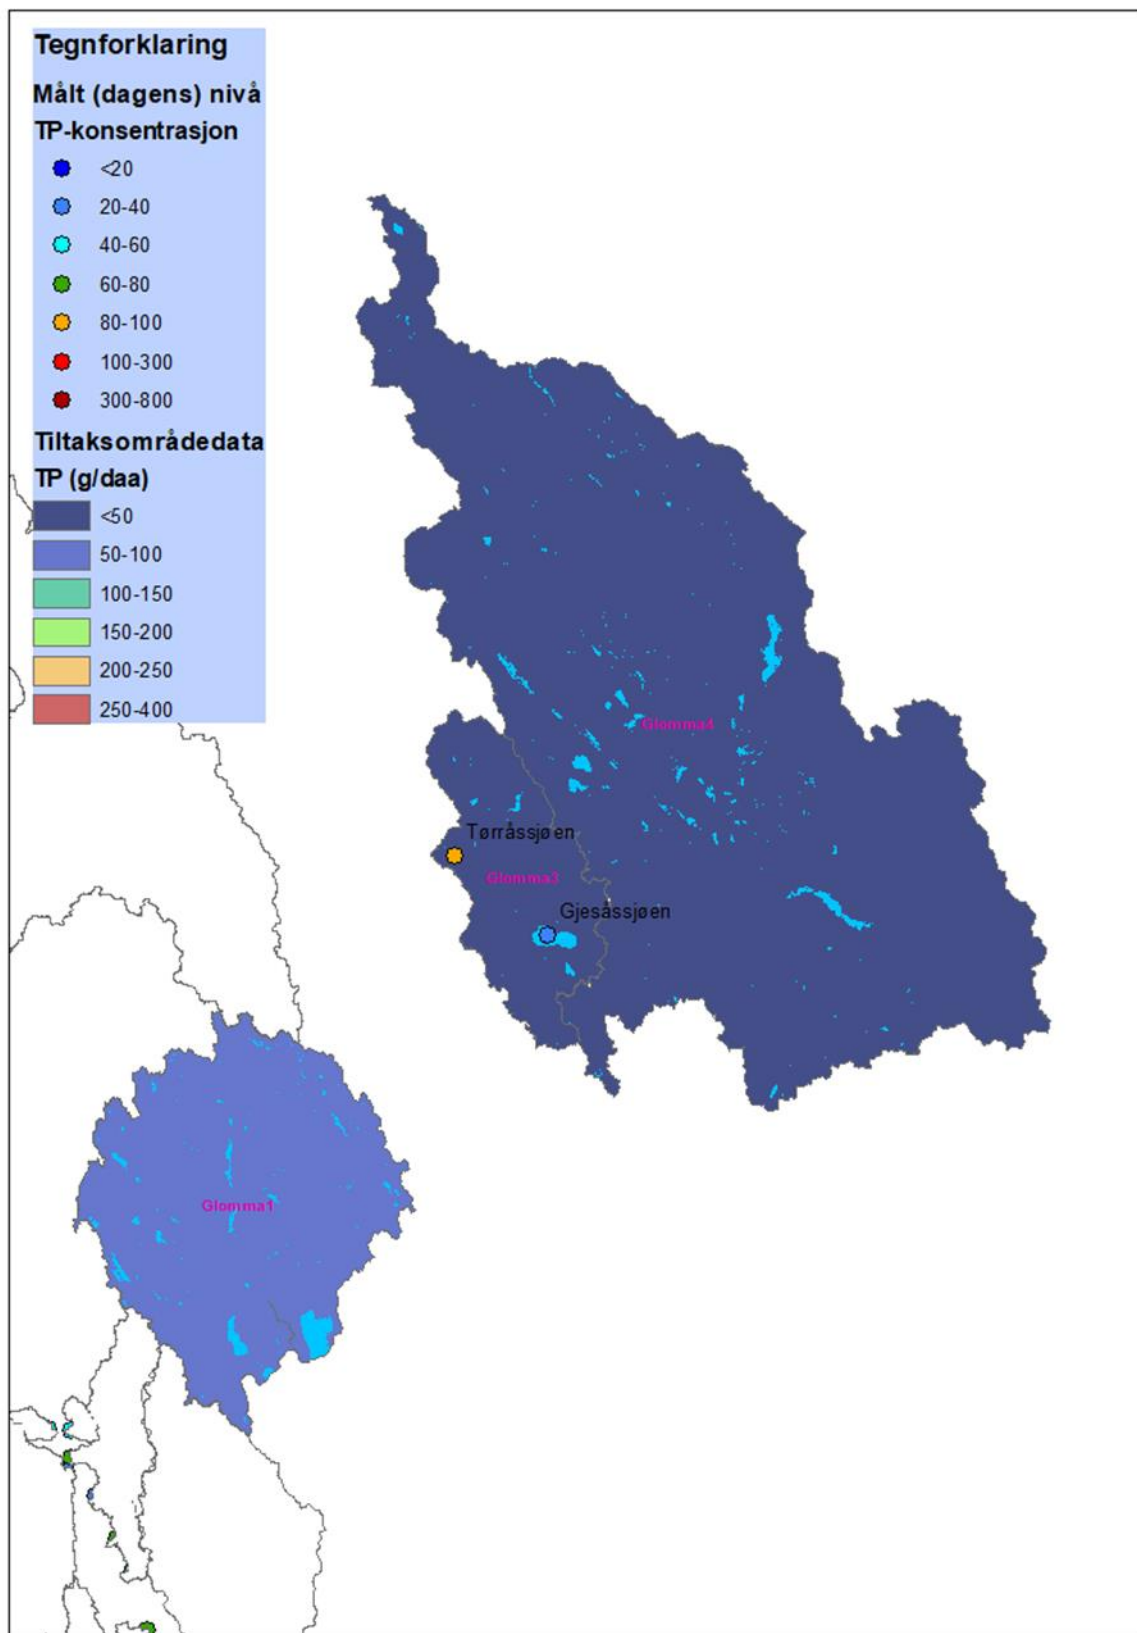 Tegnforklaring
Målt (dagens) nivå
TP-konsentrasjon
<20
20-40
40-60
60-80
80-100
100-300
300-800
Tiltaksområdedata
TP (g/daa)
<50
50-100
100-150
150-200
200-250
250-400
Glomma4
Tørråssjøen
Glomma3
Gjesåssjøen
Glomma1